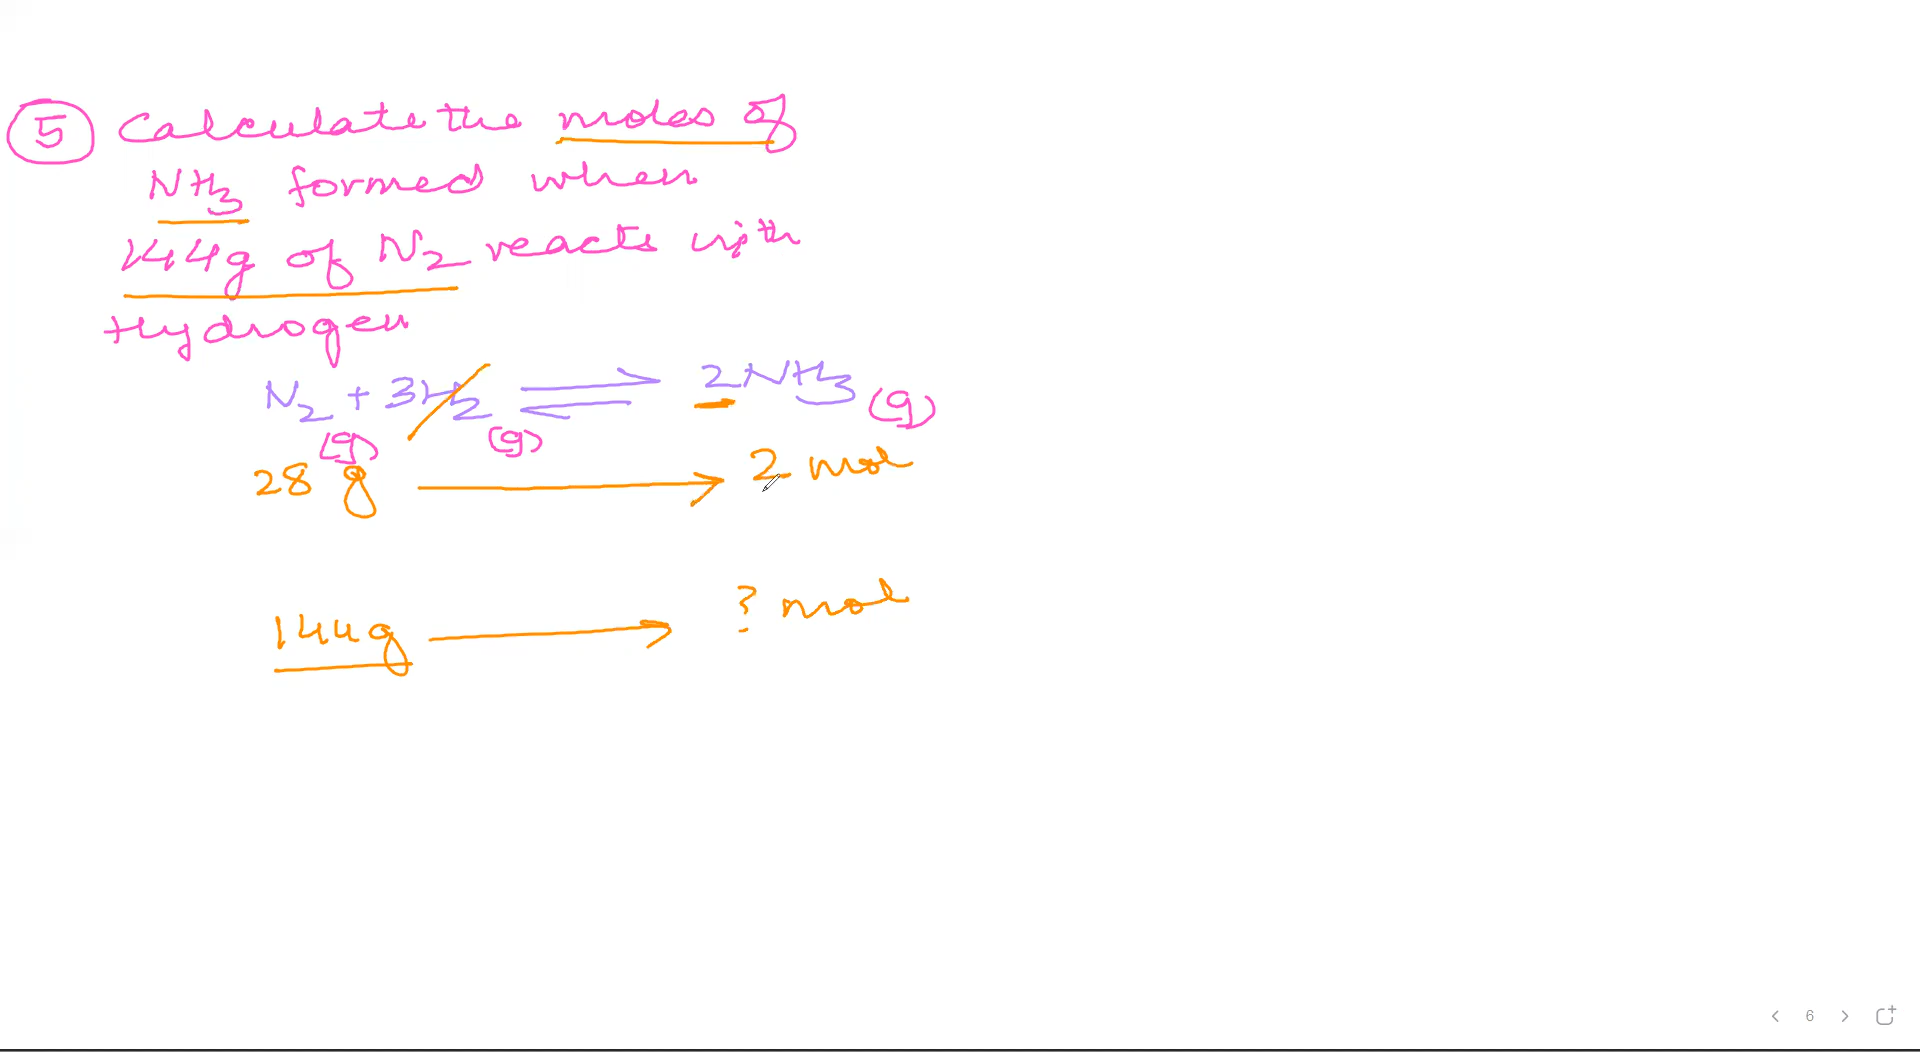 5 Calculate the moles of
NH3 formed when
144g of N2 reacts with
Hydrogen
N2 + 3H2 ⇌ 2NH3 (g)
(g) (g)
28 g → 2 mol
144g → ? mol
6